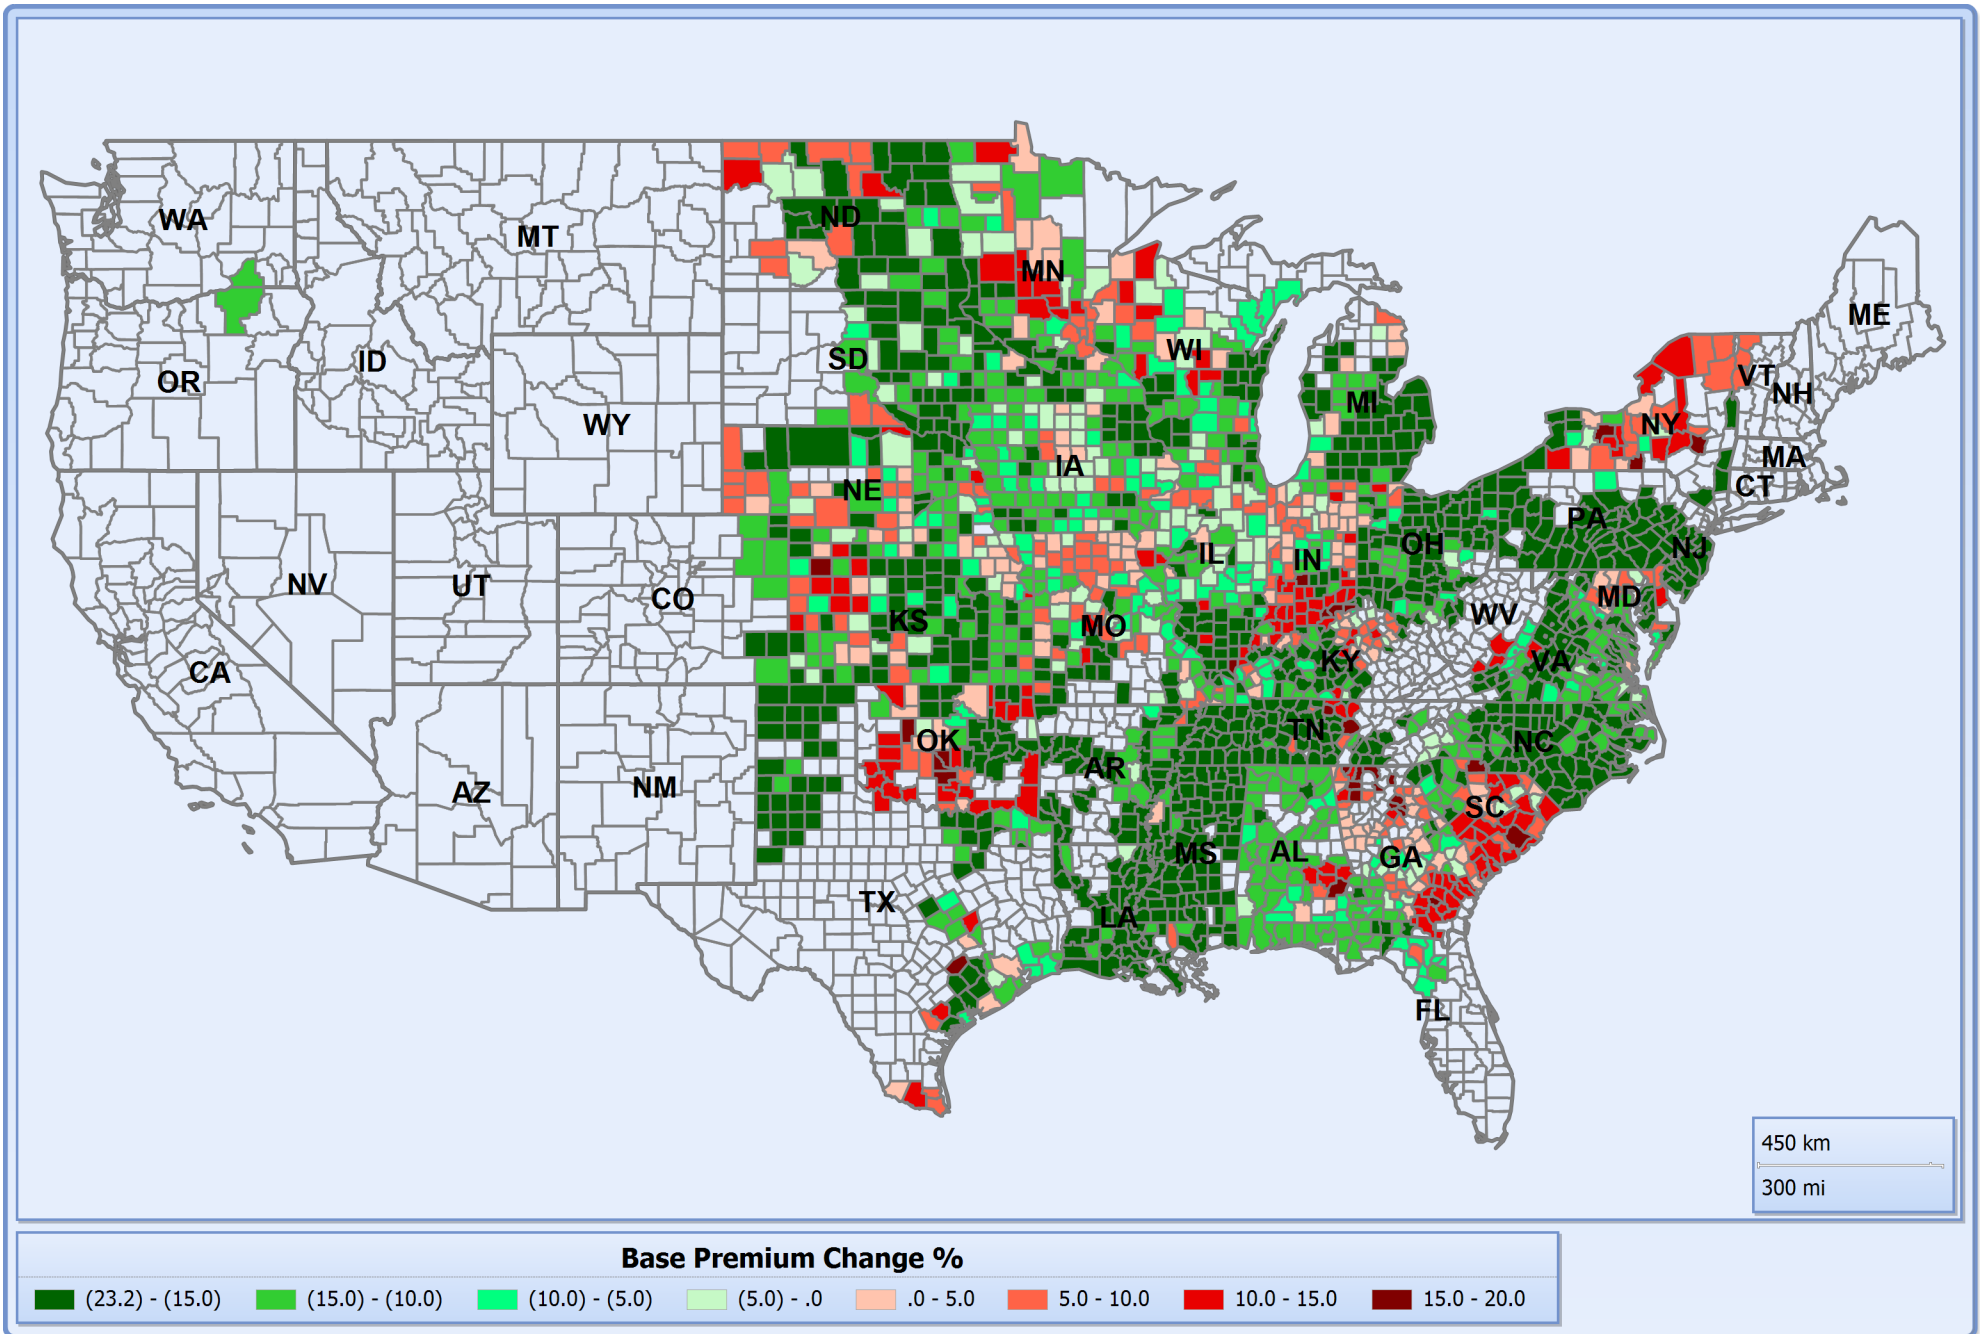 WA
MT
ND
MN
ME
OR
ID
SD
WI
VT
NH
WY
MI
NY
IA
MA
NE
CT
PA
NV
UT
CO
IL
IN
OH
NJ
KS
MO
MD
WV
CA
KY
VA
AZ
NM
OK
AR
TN
NC
SC
TX
MS
AL
GA
LA
FL
450 km
300 mi
Base Premium Change %
(23.2) - (15.0) (15.0) - (10.0) (10.0) - (5.0) (5.0) - .0 .0 - 5.0 5.0 - 10.0 10.0 - 15.0 15.0 - 20.0